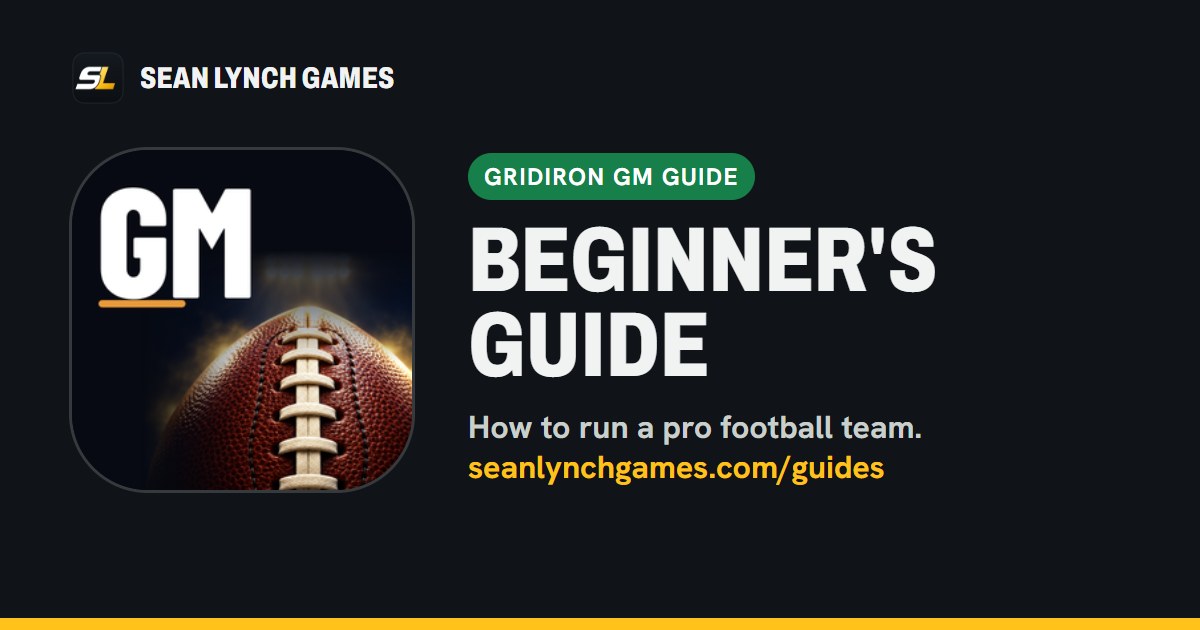 SL
SEAN LYNCH GAMES
GM
GRIDIRON GM GUIDE
BEGINNER'S
GUIDE
How to run a pro football team.
seanlynchgames.com/guides